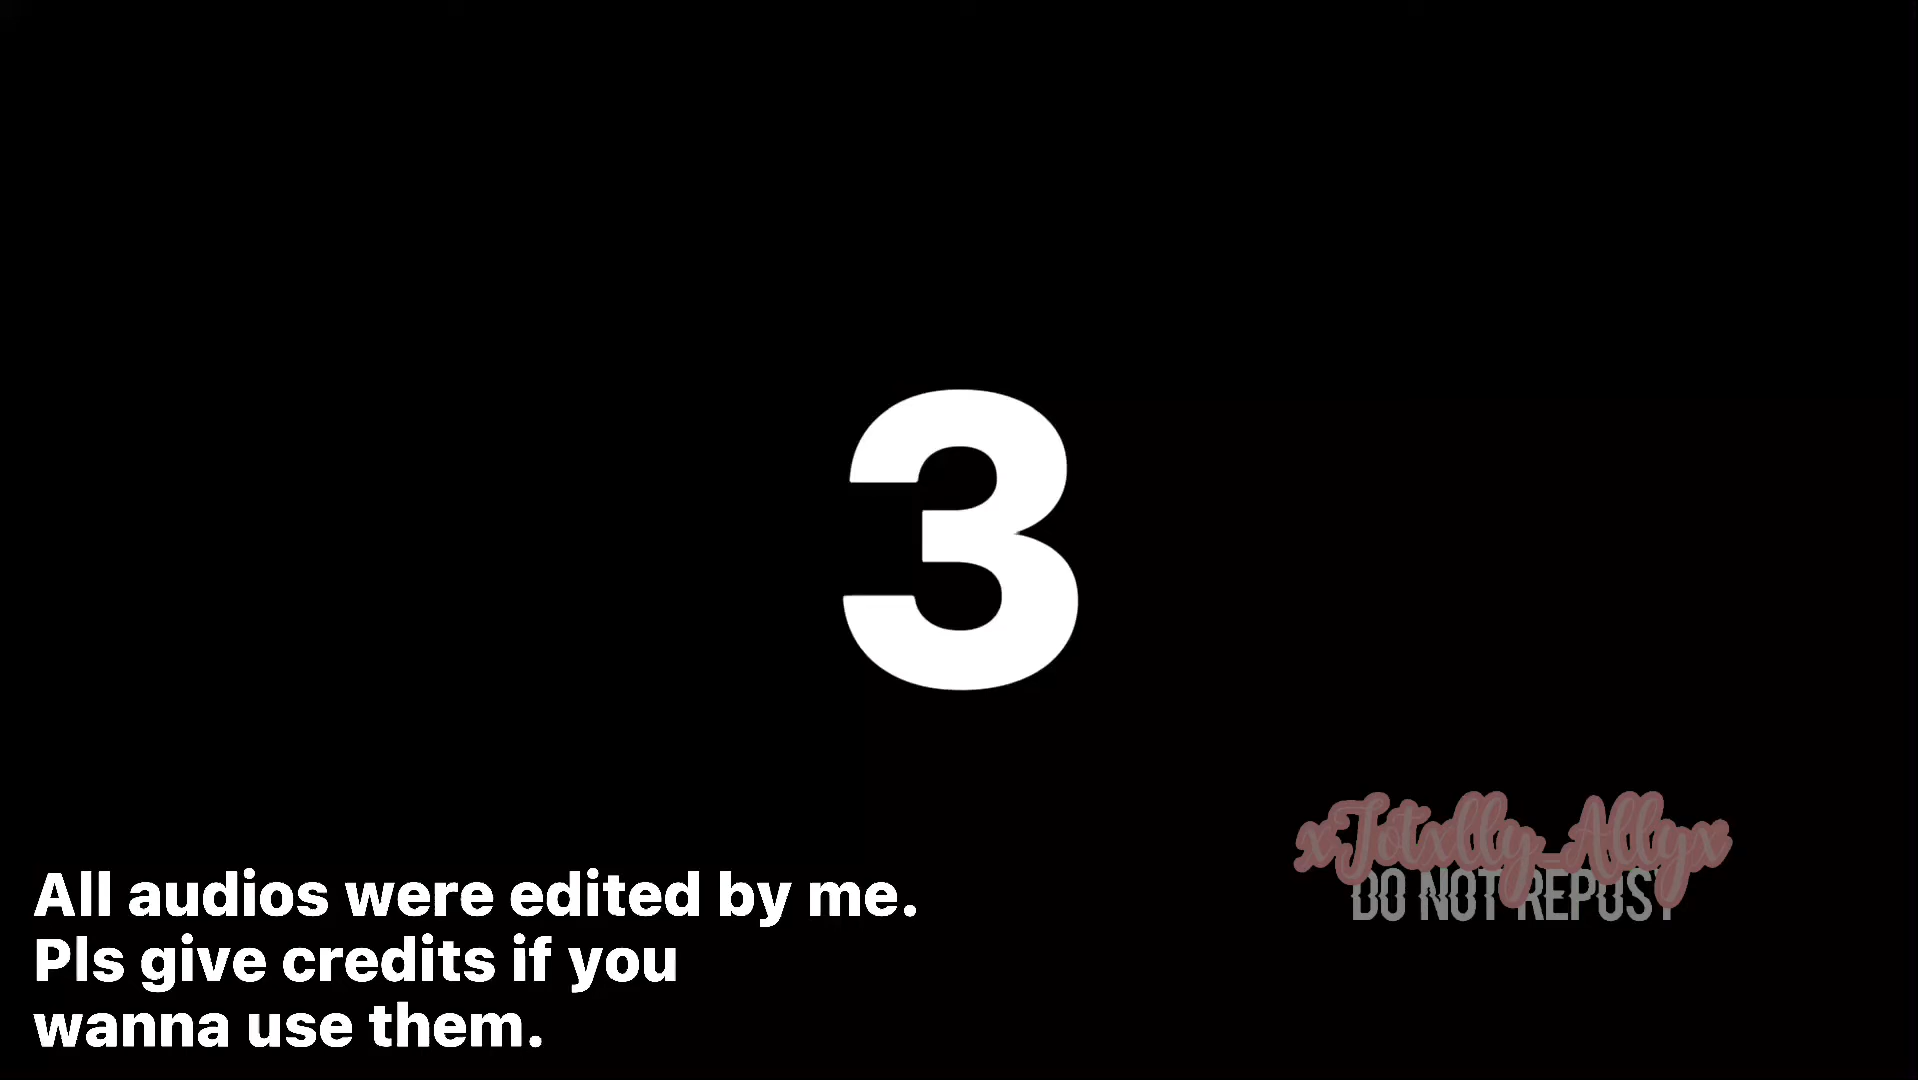 3
xTotxlly_Allyx
DO NOT REPOST
All audios were edited by me.
Pls give credits if you
wanna use them.